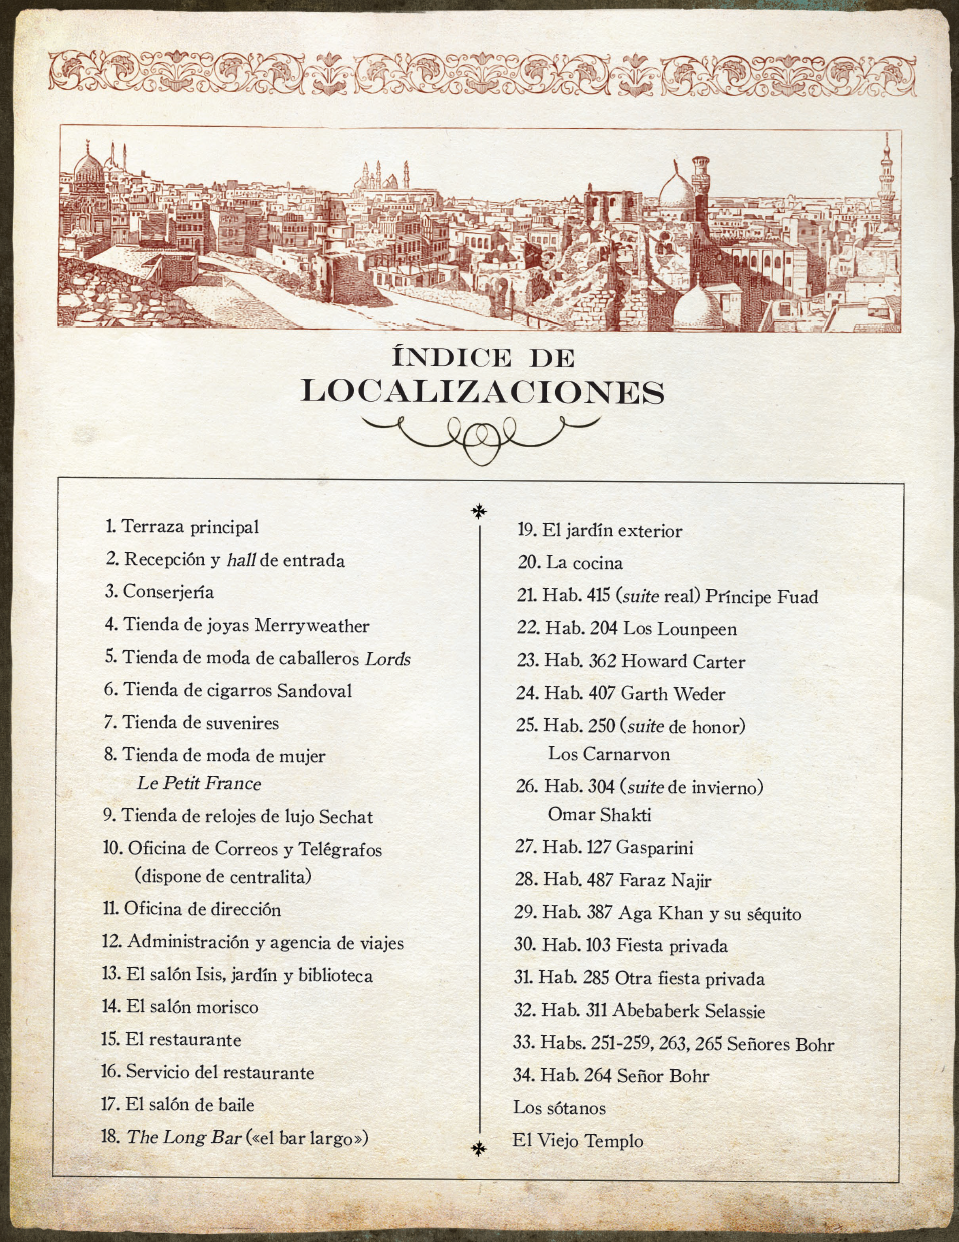 ÍNDICE DE
LOCALIZACIONES
1. Terraza principal
2. Recepción y hall de entrada
3. Conserjería
4. Tienda de joyas Merryweather
5. Tienda de moda de caballeros Lords
6. Tienda de cigarros Sandoval
7. Tienda de suvenires
8. Tienda de moda de mujer
Le Petit France
9. Tienda de relojes de lujo Sechat
10. Oficina de Correos y Telégrafos
(dispone de centralita)
11. Oficina de dirección
12. Administración y agencia de viajes
13. El salón Isis, jardín y biblioteca
14. El salón morisco
15. El restaurante
16. Servicio del restaurante
17. El salón de baile
18. The Long Bar («el bar largo»)
19. El jardín exterior
20. La cocina
21. Hab. 415 (suite real) Príncipe Fuad
22. Hab. 204 Los Lounpeen
23. Hab. 362 Howard Carter
24. Hab. 407 Garth Weder
25. Hab. 250 (suite de honor)
Los Carnarvon
26. Hab. 304 (suite de invierno)
Omar Shakti
27. Hab. 127 Gasparini
28. Hab. 487 Faraz Najir
29. Hab. 387 Aga Khan y su séquito
30. Hab. 103 Fiesta privada
31. Hab. 285 Otra fiesta privada
32. Hab. 311 Abebaberk Selassie
33. Habs. 251-259, 263, 265 Señores Bohr
34. Hab. 264 Señor Bohr
Los sótanos
El Viejo Templo